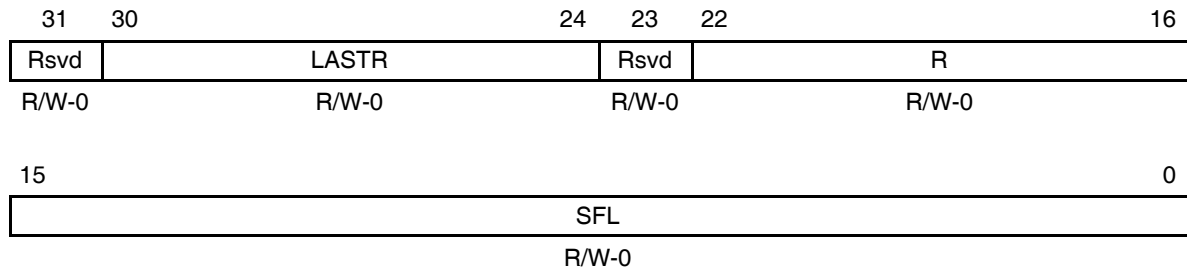 31 30 24 23 22 16
Rsvd LASTR Rsvd R
R/W-0 R/W-0 R/W-0 R/W-0
15 0
SFL
R/W-0